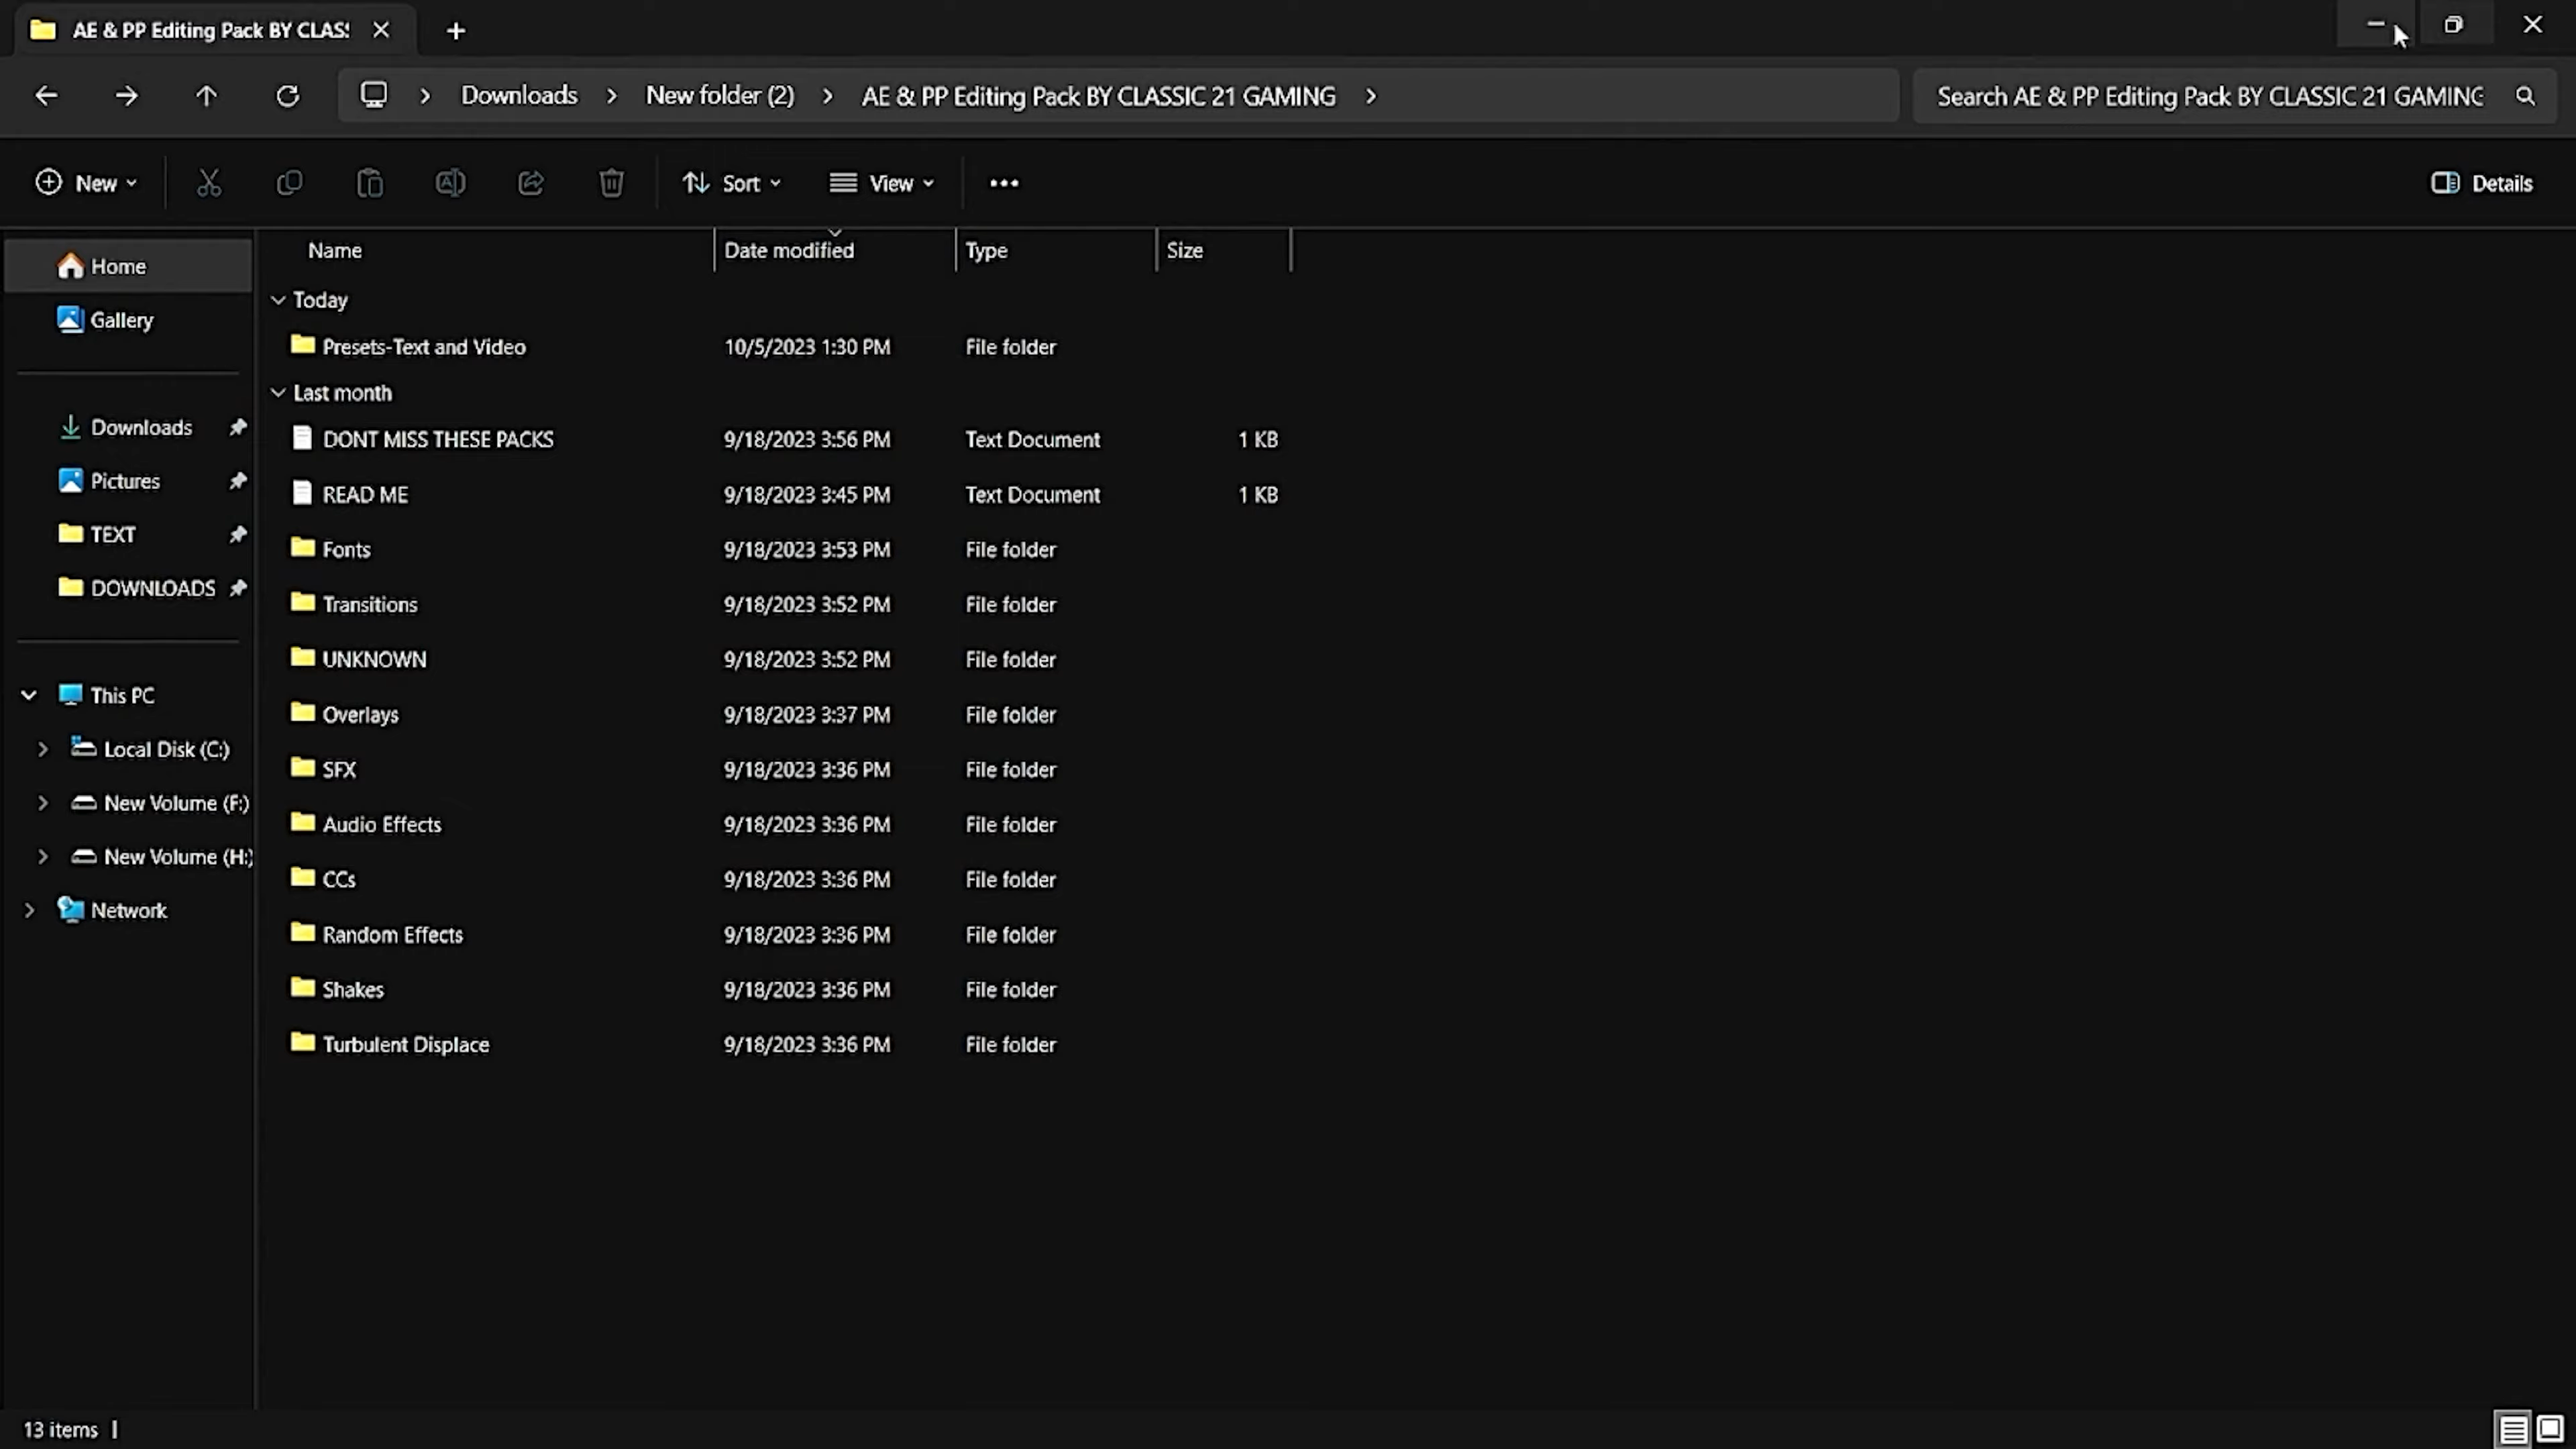 AE & PP Editing Pack BY CLAS
Downloads > New folder (2) > AE & PP Editing Pack BY CLASSIC 21 GAMING >
Search AE & PP Editing Pack BY CLASSIC 21 GAMING
New
Sort
View
Details
Home
Gallery
Downloads
Pictures
TEXT
DOWNLOADS
This PC
Local Disk (C:)
New Volume (F:)
New Volume (H:)
Network
Name Date modified Type Size
Today
Presets-Text and Video 10/5/2023 1:30 PM File folder
Last month
DONT MISS THESE PACKS 9/18/2023 3:56 PM Text Document 1 KB
READ ME 9/18/2023 3:45 PM Text Document 1 KB
Fonts 9/18/2023 3:53 PM File folder
Transitions 9/18/2023 3:52 PM File folder
UNKNOWN 9/18/2023 3:52 PM File folder
Overlays 9/18/2023 3:37 PM File folder
SFX 9/18/2023 3:36 PM File folder
Audio Effects 9/18/2023 3:36 PM File folder
CCs 9/18/2023 3:36 PM File folder
Random Effects 9/18/2023 3:36 PM File folder
Shakes 9/18/2023 3:36 PM File folder
Turbulent Displace 9/18/2023 3:36 PM File folder
13 items